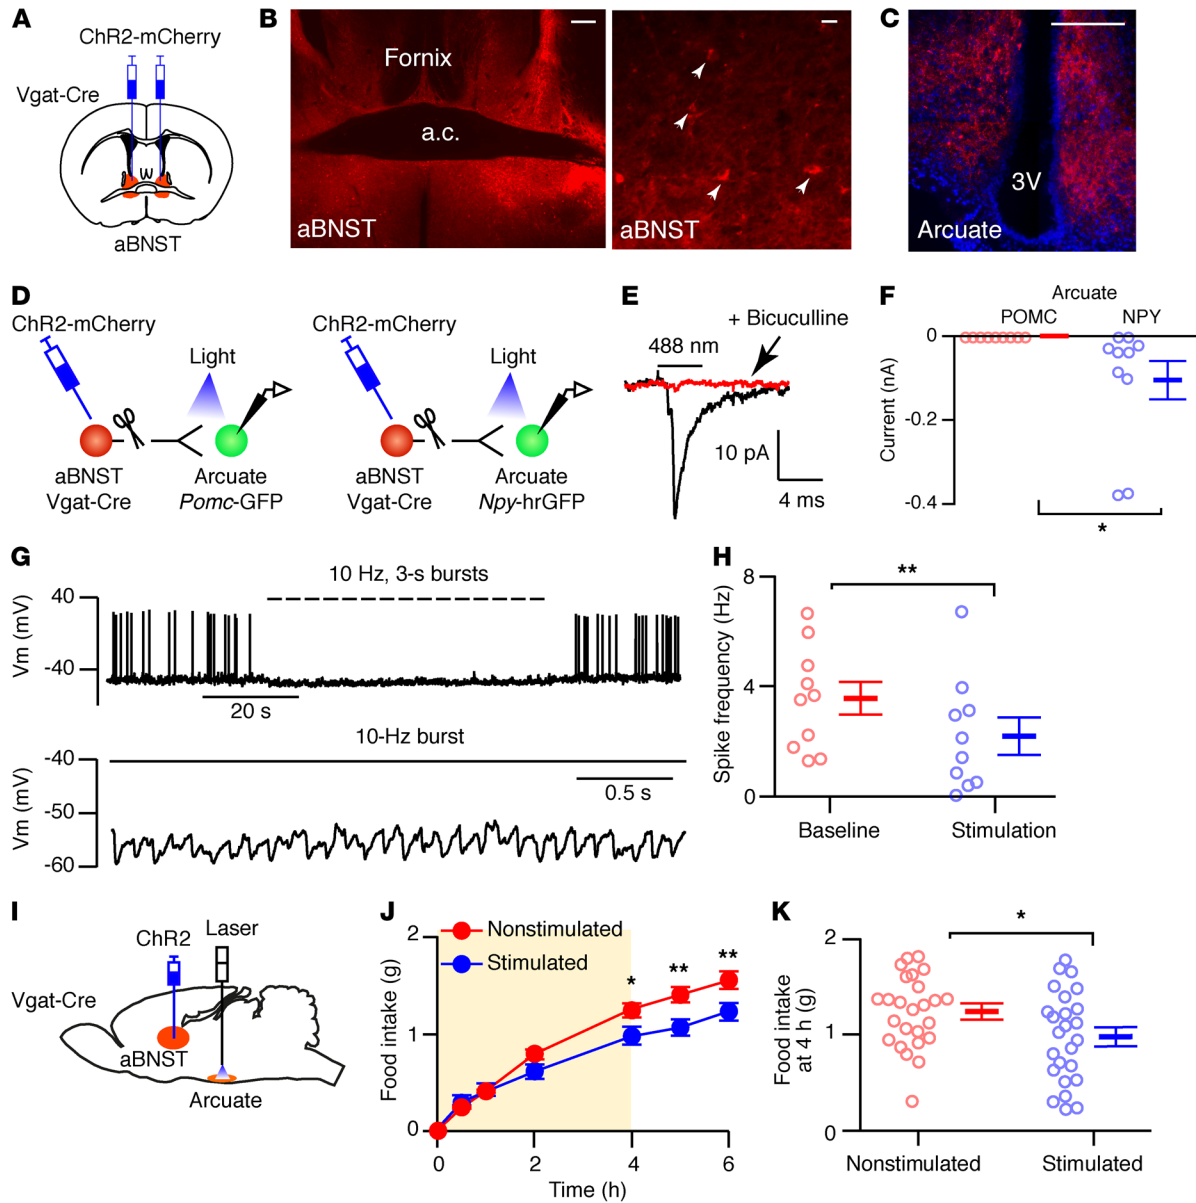 A
ChR2-mCherry
Vgat-Cre
aBNST
B
Fornix
a.c.
aBNST
aBNST
C
3V
Arcuate
D
ChR2-mCherry
Light
aBNST
Vgat-Cre
Arcuate
Pomc-GFP
ChR2-mCherry
Light
aBNST
Vgat-Cre
Arcuate
Npy-hrGFP
E
+ Bicuculline
488 nm
10 pA
4 ms
F
Arcuate
POMC NPY
Current (nA)
0
-0.2
-0.4
*
G
10 Hz, 3-s bursts
Vm (mV)
40
-40
20 s
10-Hz burst
Vm (mV)
-40
-50
-60
0.5 s
H
**
Spike frequency (Hz)
8
4
0
Baseline Stimulation
I
Laser
ChR2
Vgat-Cre
aBNST
Arcuate
J
Nonstimulated
Stimulated
* ** **
Food intake (g)
2
1
0
0 2 4 6
Time (h)
K
*
Food intake
at 4 h (g)
2
1
0
Nonstimulated Stimulated